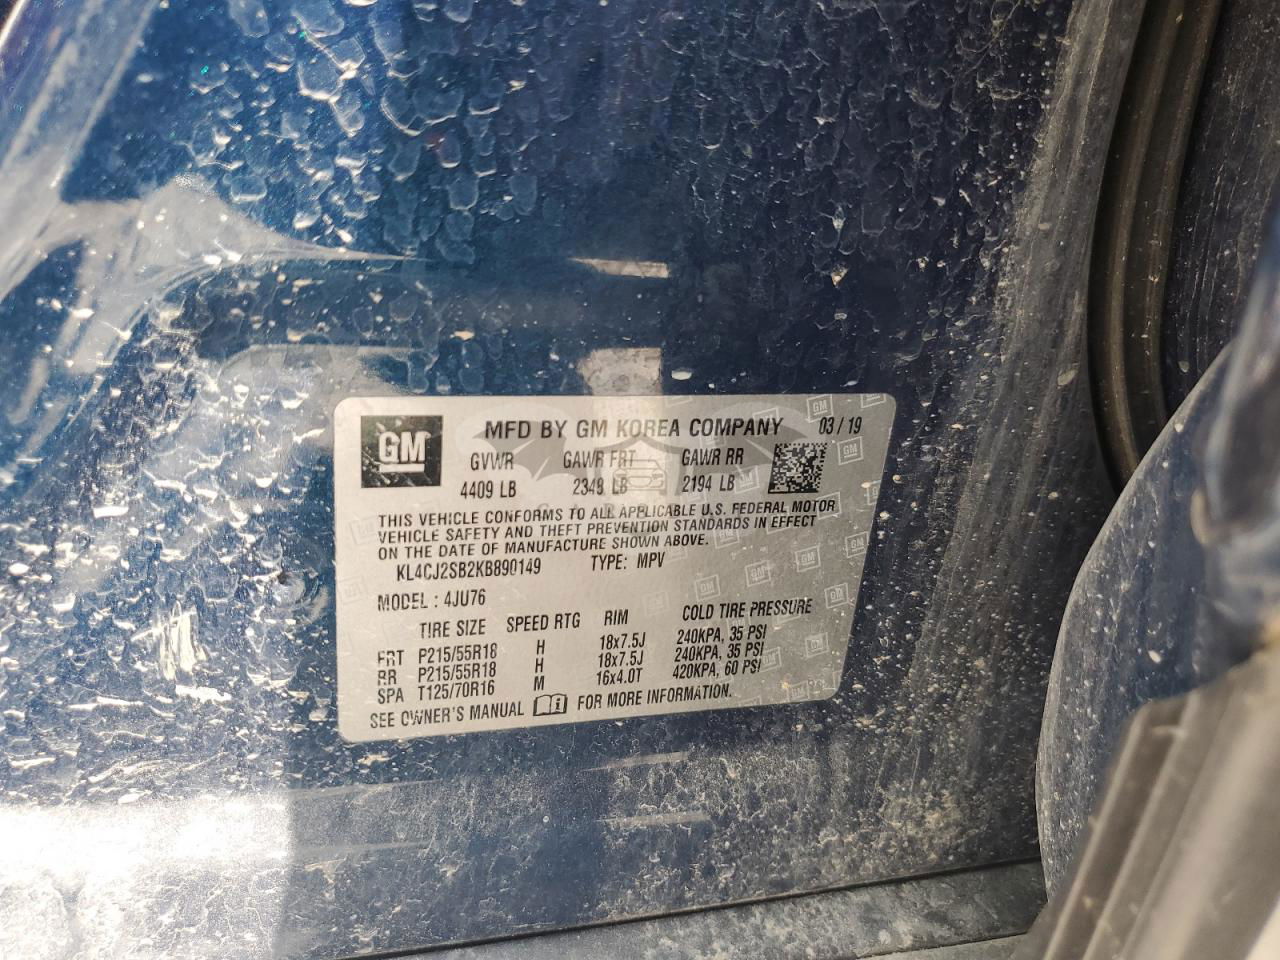 GM
MFD BY GM KOREA COMPANY 03/19
GVWR GAWR FRT GAWR RR
4409 LB 2348 LB 2194 LB
THIS VEHICLE CONFORMS TO ALL APPLICABLE U.S. FEDERAL MOTOR
VEHICLE SAFETY AND THEFT PREVENTION STANDARDS IN EFFECT
ON THE DATE OF MANUFACTURE SHOWN ABOVE.
KL4CJ2SB2KB890149 TYPE: MPV
MODEL : 4JU76
TIRE SIZE SPEED RTG RIM COLD TIRE PRESSURE
FRT P215/55R18 H 18x7.5J 240KPA, 35 PSI
RR P215/55R18 H 18x7.5J 240KPA, 35 PSI
SPA T125/70R16 M 16x4.0T 420KPA, 60 PSI
SEE OWNER'S MANUAL FOR MORE INFORMATION.